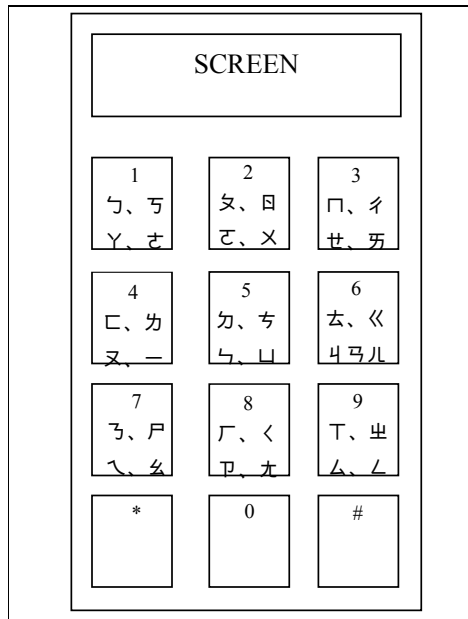 SCREEN
1
ㄅ、ㄎ
ㄚ、ㄜ
2
ㄆ、ㄖ
ㄛ、ㄨ
3
ㄇ、ㄔ
ㄝ、ㄞ
4
ㄈ、ㄌ
ㄡ、ㄧ
5
ㄉ、ㄘ
ㄣ、ㄩ
6
ㄊ、ㄍ
ㄐㄢㄦ
7
ㄋ、ㄕ
ㄟ、ㄠ
8
ㄏ、ㄑ
ㄗ、ㄤ
9
ㄒ、ㄓ
ㄙ、ㄥ
*
0
#